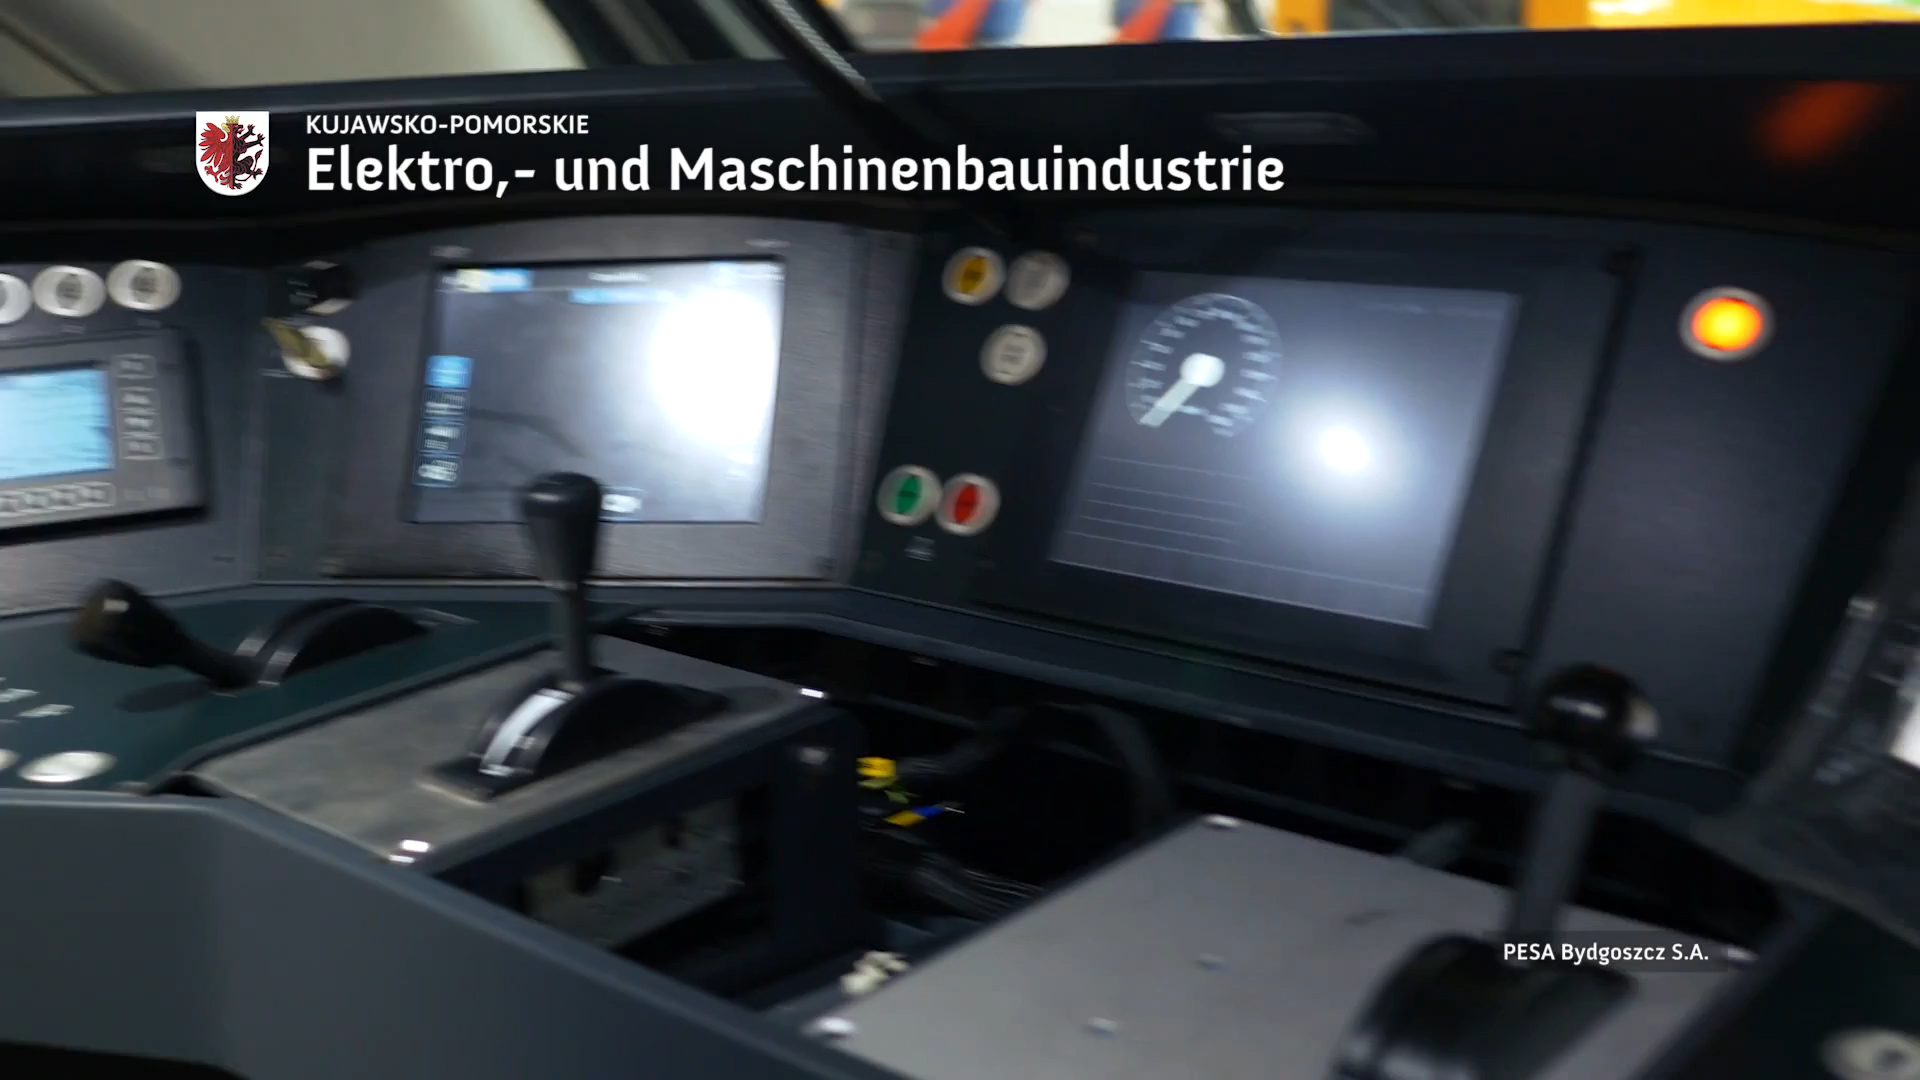 KUJAWSKO-POMORSKIE
Elektro,- und Maschinenbauindustrie
PESA Bydgoszcz S.A.